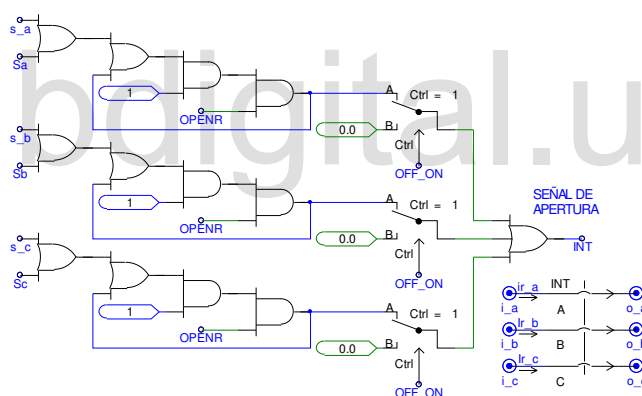 bdigital.u
s_a
Sa
1
OPENR
A
Ctrl = 1
B
0.0
Ctrl
OFF_ON
s_b
Sb
1
OPENR
A
Ctrl = 1
B
0.0
Ctrl
OFF_ON
SEÑAL DE
APERTURA
INT
s_c
Sc
1
OPENR
A
Ctrl = 1
B
0.0
Ctrl
OFF_ON
ir_a INT
i_a A o_a
Ir_b
i_b B
Ir_c
i_c C